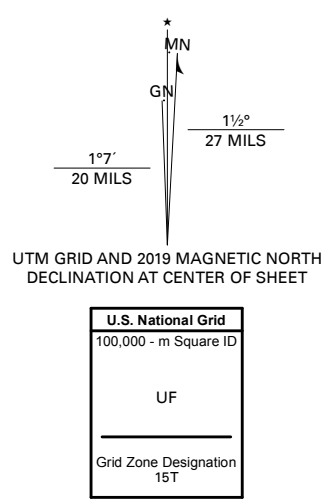 ★
MN
GN
1½°
27 MILS
1°7´
20 MILS
UTM GRID AND 2019 MAGNETIC NORTH
DECLINATION AT CENTER OF SHEET
U.S. National Grid
100,000 - m Square ID
UF
Grid Zone Designation
15T